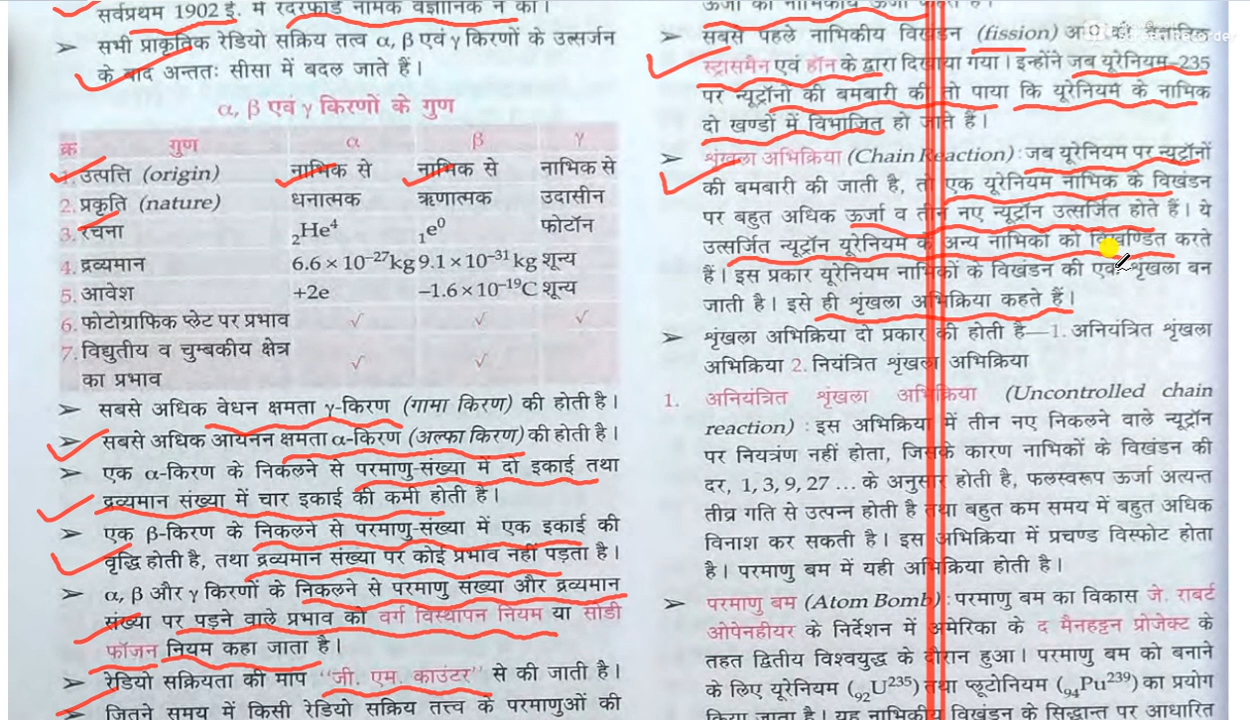 सर्वप्रथम 1902 ई. में रदरफोर्ड नामक वैज्ञानिक ने की।
➢ सभी प्राकृतिक रेडियो सक्रिय तत्व α, β एवं γ किरणों के उत्सर्जन
के बाद अन्ततः सीसा में बदल जाते हैं।
α, β एवं γ किरणों के गुण
क्र गुण α β γ
1. उत्पत्ति (origin) नाभिक से नाभिक से नाभिक से
2. प्रकृति (nature) धनात्मक ऋणात्मक उदासीन
3. रचना ₂He⁴ ₁e⁰ फोटॉन
4. द्रव्यमान 6.6 × 10⁻²⁷kg 9.1 × 10⁻³¹ kg शून्य
5. आवेश +2e −1.6 × 10⁻¹⁹C शून्य
6. फोटोग्राफिक प्लेट पर प्रभाव ✓ ✓ ✓
7. विद्युतीय व चुम्बकीय क्षेत्र
का प्रभाव ✓ ✓
➢ सबसे अधिक वेधन क्षमता γ-किरण (गामा किरण) की होती है।
➢ सबसे अधिक आयनन क्षमता α-किरण (अल्फा किरण) की होती है।
➢ एक α-किरण के निकलने से परमाणु-संख्या में दो इकाई तथा
द्रव्यमान संख्या में चार इकाई की कमी होती है।
➢ एक β-किरण के निकलने से परमाणु-संख्या में एक इकाई की
वृद्धि होती है, तथा द्रव्यमान संख्या पर कोई प्रभाव नहीं पड़ता है।
➢ α, β और γ किरणों के निकलने से परमाणु संख्या और द्रव्यमान
संख्या पर पड़ने वाले प्रभाव को वर्ग विस्थापन नियम या सोडी
फॉजन नियम कहा जाता है।
➢ रेडियो सक्रियता की माप "जी. एम. काउंटर" से की जाती है।
➢ जितने समय में किसी रेडियो सक्रिय तत्त्व के परमाणुओं की
ऊर्जा को नाभिकीय ऊर्जा कहते हैं।
➢ सबसे पहले नाभिकीय विखंडन (fission)
स्ट्रासमैन एवं हॉन के द्वारा दिखाया गया। इन्होंने जब यूरेनियम–235
पर न्यूट्रॉनों की बमबारी की तो पाया कि यूरेनियम के नाभिक
दो खण्डों में विभाजित हो जाते हैं।
➢ शृंखला अभिक्रिया (Chain Reaction) : जब यूरेनियम पर न्यूट्रॉनों
की बमबारी की जाती है, तो एक यूरेनियम नाभिक के विखंडन
पर बहुत अधिक ऊर्जा व तीन नए न्यूट्रॉन उत्सर्जित होते हैं। ये
उत्सर्जित न्यूट्रॉन यूरेनियम के अन्य नाभिकों को विखण्डित करते
हैं। इस प्रकार यूरेनियम नाभिकों के विखंडन की एक शृंखला बन
जाती है। इसे ही शृंखला अभिक्रिया कहते हैं।
➢ शृंखला अभिक्रिया दो प्रकार की होती है—1. अनियंत्रित शृंखला
अभिक्रिया 2. नियंत्रित शृंखला अभिक्रिया
1. अनियंत्रित शृंखला अभिक्रिया (Uncontrolled chain
reaction) : इस अभिक्रिया में तीन नए निकलने वाले न्यूट्रॉन
पर नियंत्रण नहीं होता, जिसके कारण नाभिकों के विखंडन की
दर, 1, 3, 9, 27 ... के अनुसार होती है, फलस्वरूप ऊर्जा अत्यन्त
तीव्र गति से उत्पन्न होती है तथा बहुत कम समय में बहुत अधिक
विनाश कर सकती है। इस अभिक्रिया में प्रचण्ड विस्फोट होता
है। परमाणु बम में यही अभिक्रिया होती है।
➢ परमाणु बम (Atom Bomb) : परमाणु बम का विकास जे. राबर्ट
ओपेनहीयर के निर्देशन में अमेरिका के द मैनहट्टन प्रोजेक्ट के
तहत द्वितीय विश्वयुद्ध के दौरान हुआ। परमाणु बम को बनाने
के लिए यूरेनियम (₉₂U²³⁵) तथा प्लूटोनियम (₉₄Pu²³⁹) का प्रयोग
किया जाता है। यह नाभिकीय विखंडन के सिद्धान्त पर आधारित